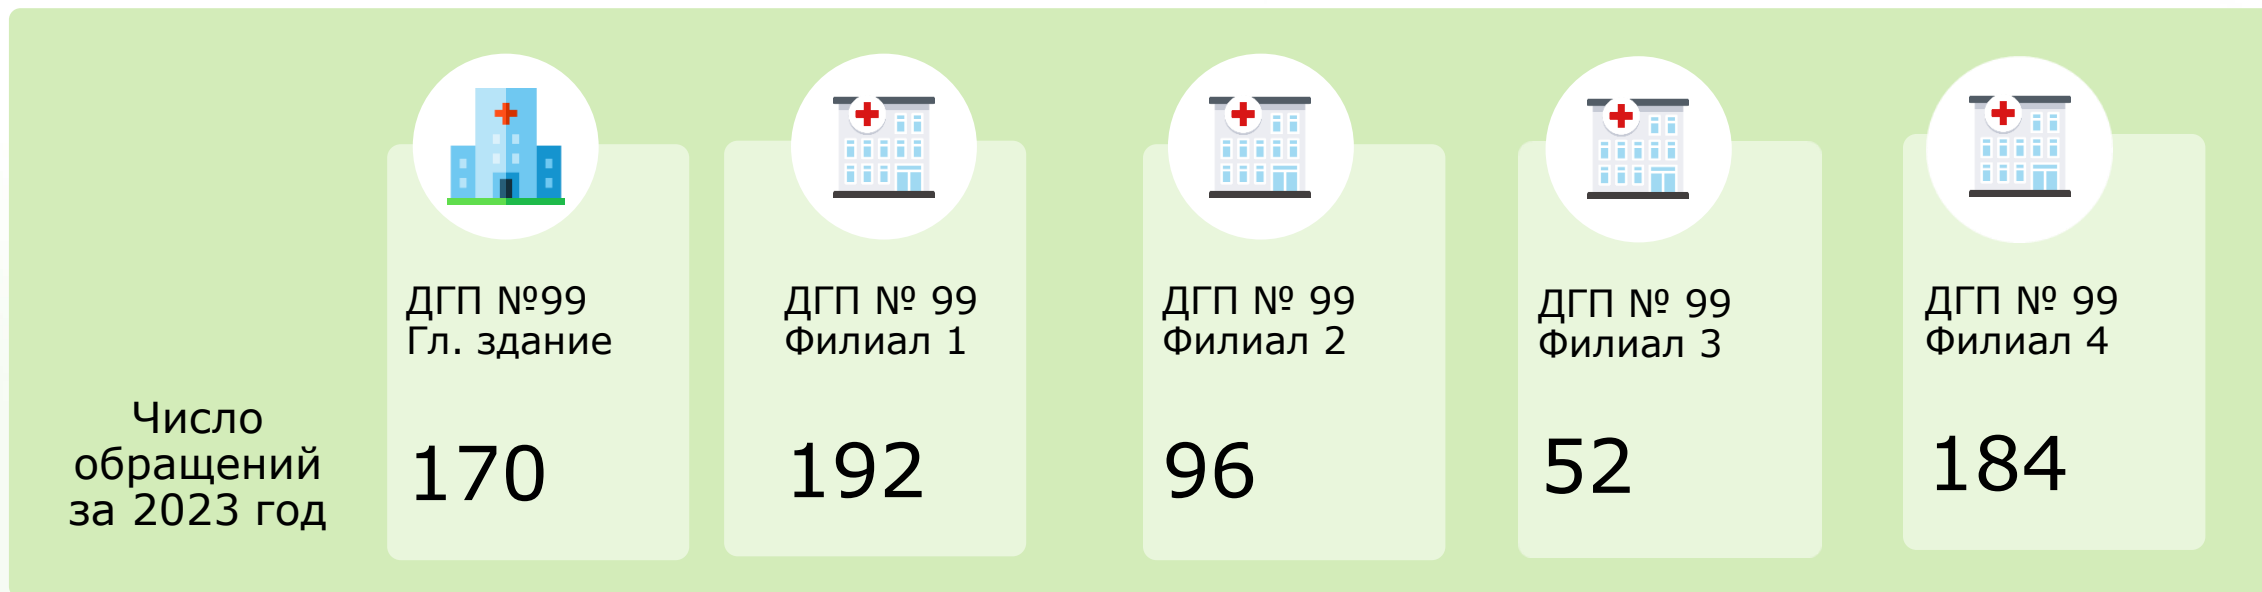 ДГП №99
Гл. здание
ДГП № 99
Филиал 1
ДГП № 99
Филиал 2
ДГП № 99
Филиал 3
ДГП № 99
Филиал 4
Число
обращений
за 2023 год
170
192
96
52
184